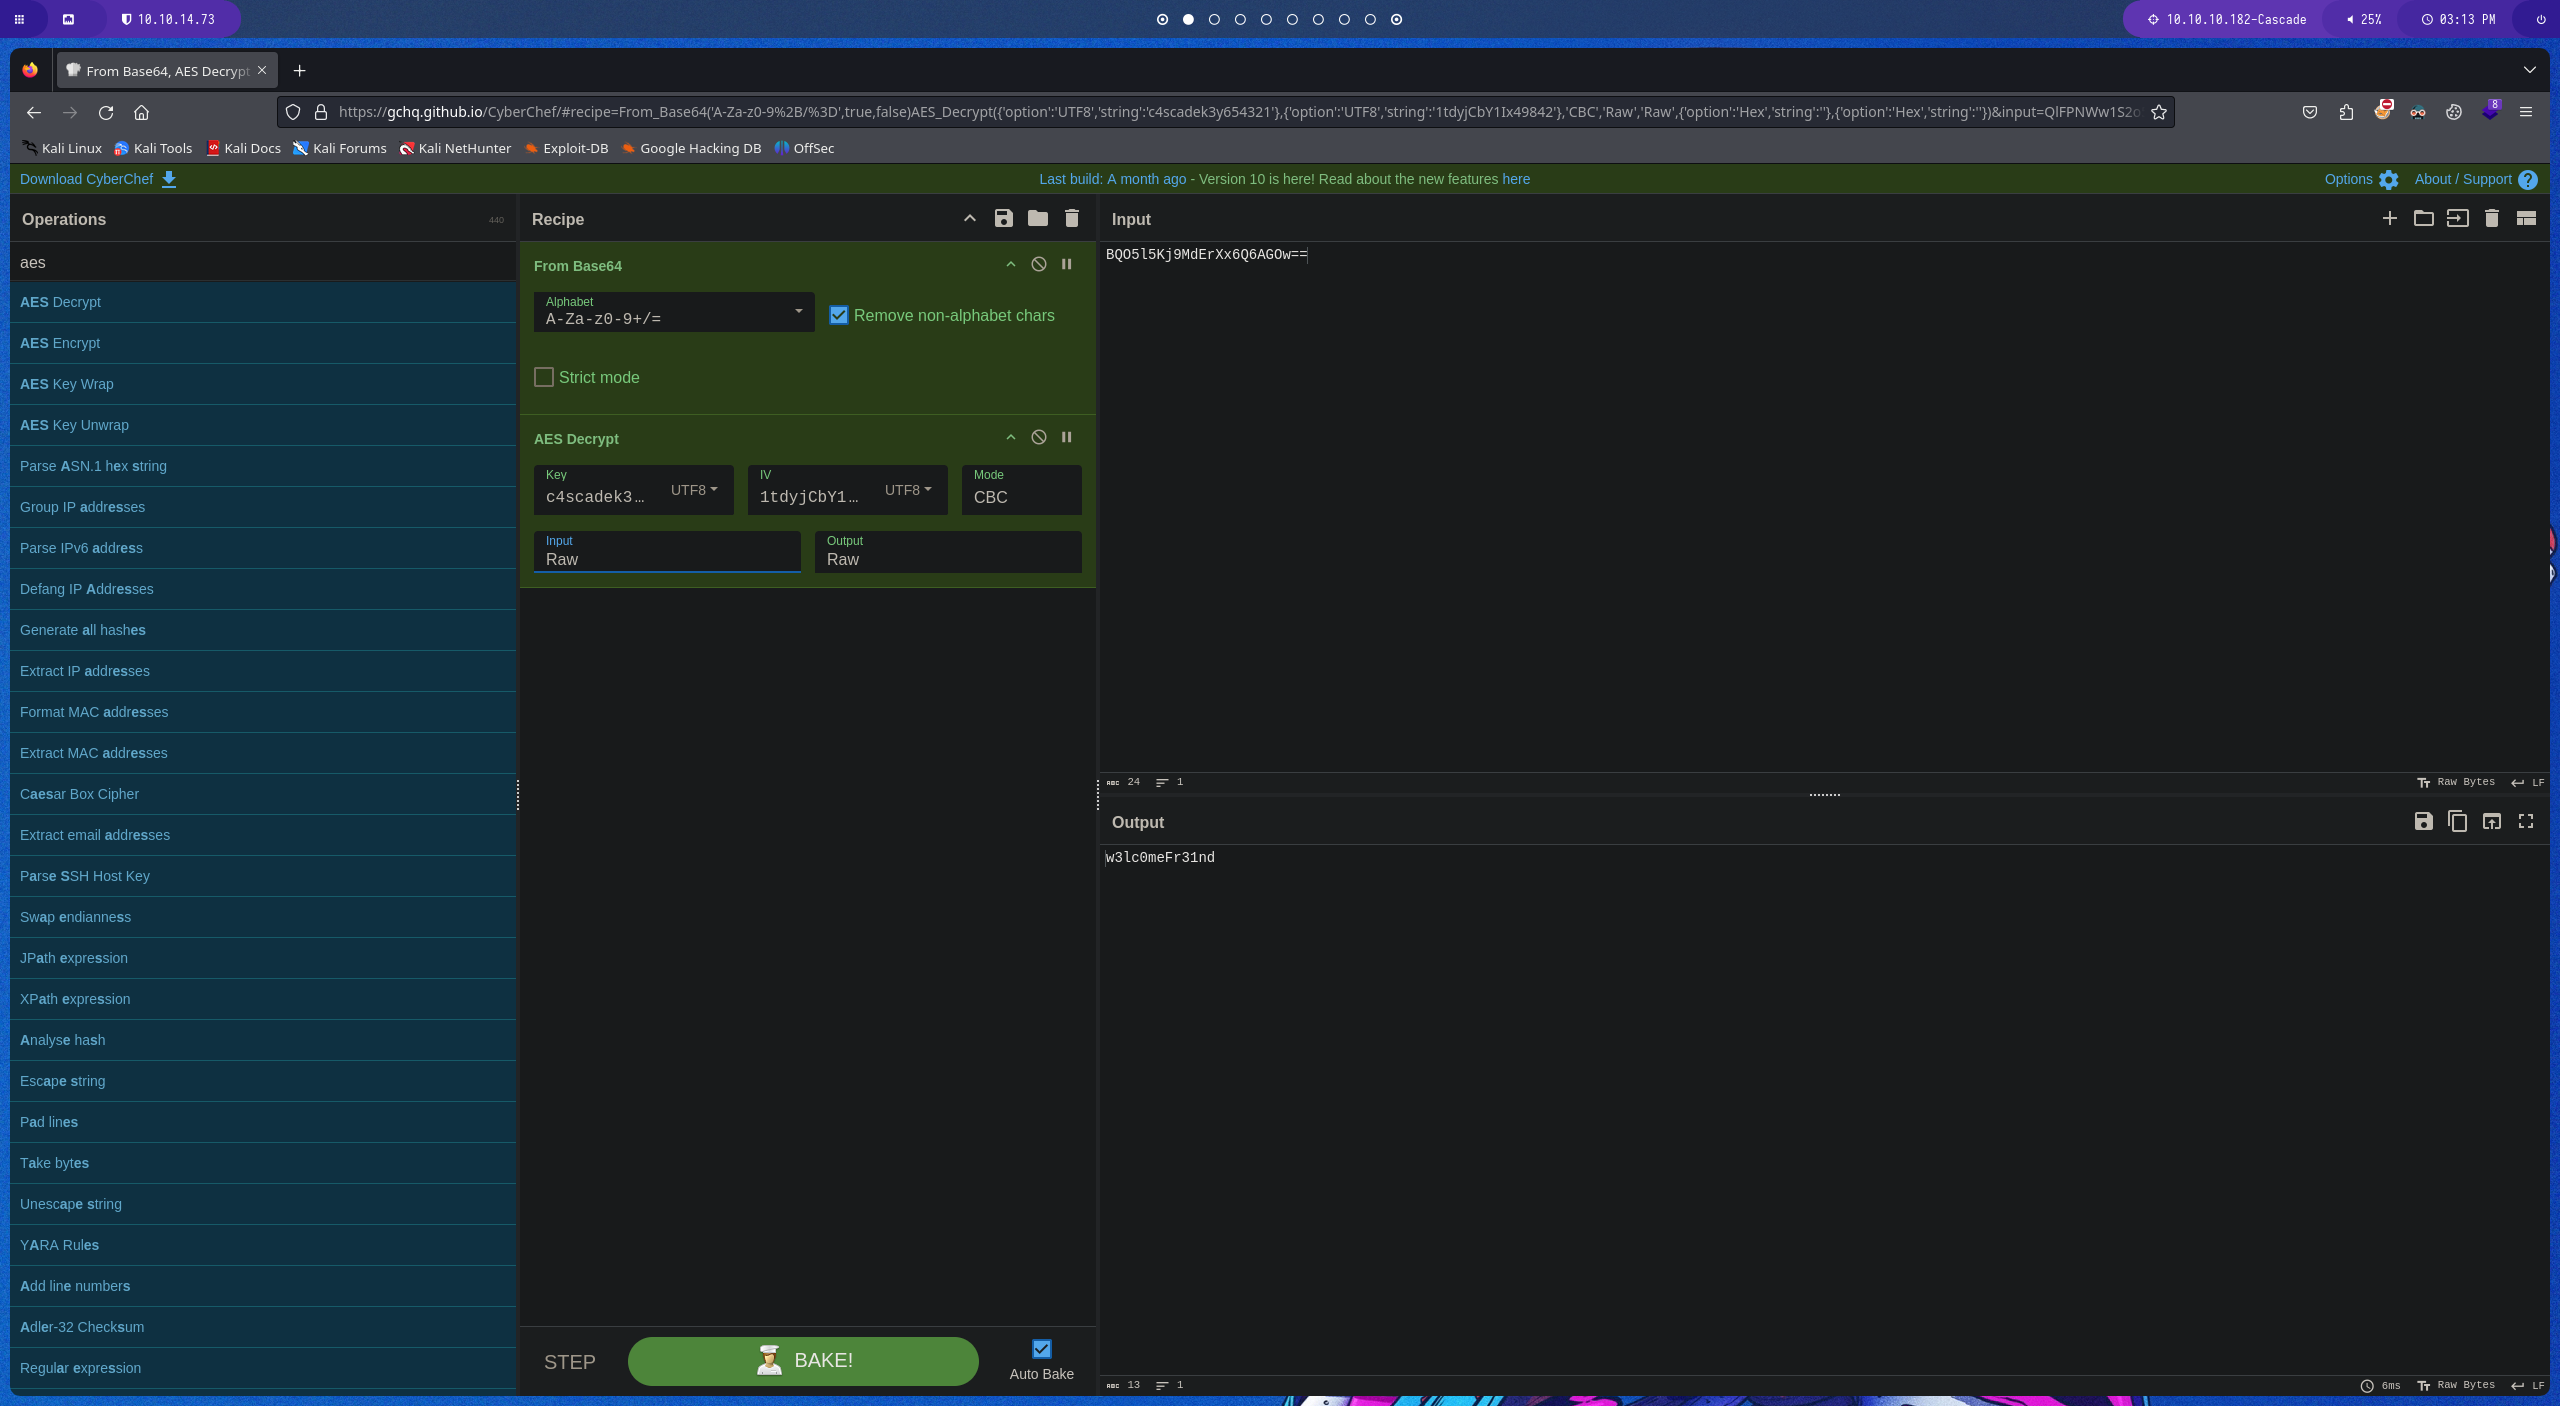 10.10.14.73
10.10.10.182-Cascade
25%
03:13 PM
From Base64, AES Decrypt
https://gchq.github.io/CyberChef/#recipe=From_Base64('A-Za-z0-9%2B/%3D',true,false)AES_Decrypt({'option':'UTF8','string':'c4scadek3y654321'},{'option':'UTF8','string':'1tdyjCbY1Ix49842'},'CBC','Raw','Raw',{'option':'Hex','string':''},{'option':'Hex','string':''})&input=QlFPNWw1S2o
8
Kali Linux
Kali Tools
Kali Docs
Kali Forums
Kali NetHunter
Exploit-DB
Google Hacking DB
OffSec
Download CyberChef
Last build: A month ago - Version 10 is here! Read about the new features here
Options
About / Support
Operations
440
aes
AES Decrypt
AES Encrypt
AES Key Wrap
AES Key Unwrap
Parse ASN.1 hex string
Group IP addresses
Parse IPv6 address
Defang IP Addresses
Generate all hashes
Extract IP addresses
Format MAC addresses
Extract MAC addresses
Caesar Box Cipher
Extract email addresses
Parse SSH Host Key
Swap endianness
JPath expression
XPath expression
Analyse hash
Escape string
Pad lines
Take bytes
Unescape string
YARA Rules
Add line numbers
Adler-32 Checksum
Regular expression
Recipe
From Base64
Alphabet
A-Za-z0-9+/=
Remove non-alphabet chars
Strict mode
AES Decrypt
Key
c4scadek3…
UTF8
IV
1tdyjCbY1…
UTF8
Mode
CBC
Input
Raw
Output
Raw
STEP
BAKE!
Auto Bake
Input
BQO5l5Kj9MdErXx6Q6AGOw==
ABC 24
1
Raw Bytes
LF
Output
w3lc0meFr31nd
ABC 13
1
6ms
Raw Bytes
LF